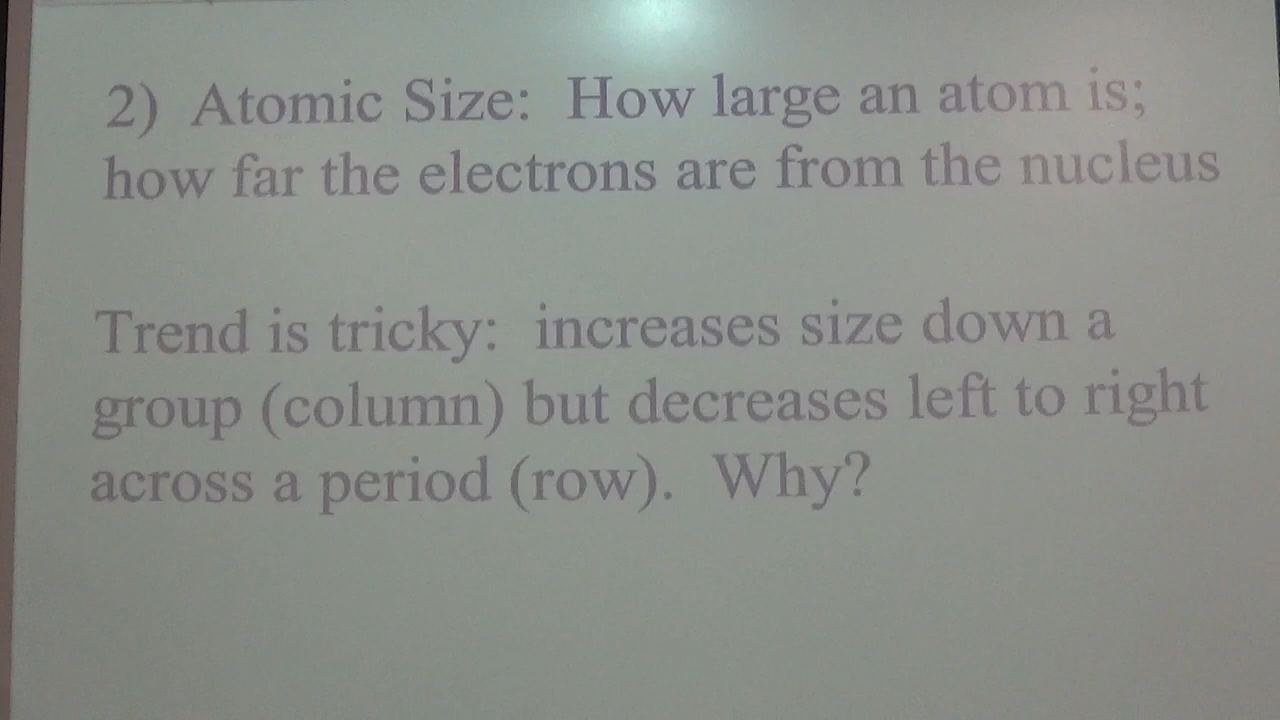 2) Atomic Size: How large an atom is;
how far the electrons are from the nucleus
Trend is tricky: increases size down a
group (column) but decreases left to right
across a period (row). Why?